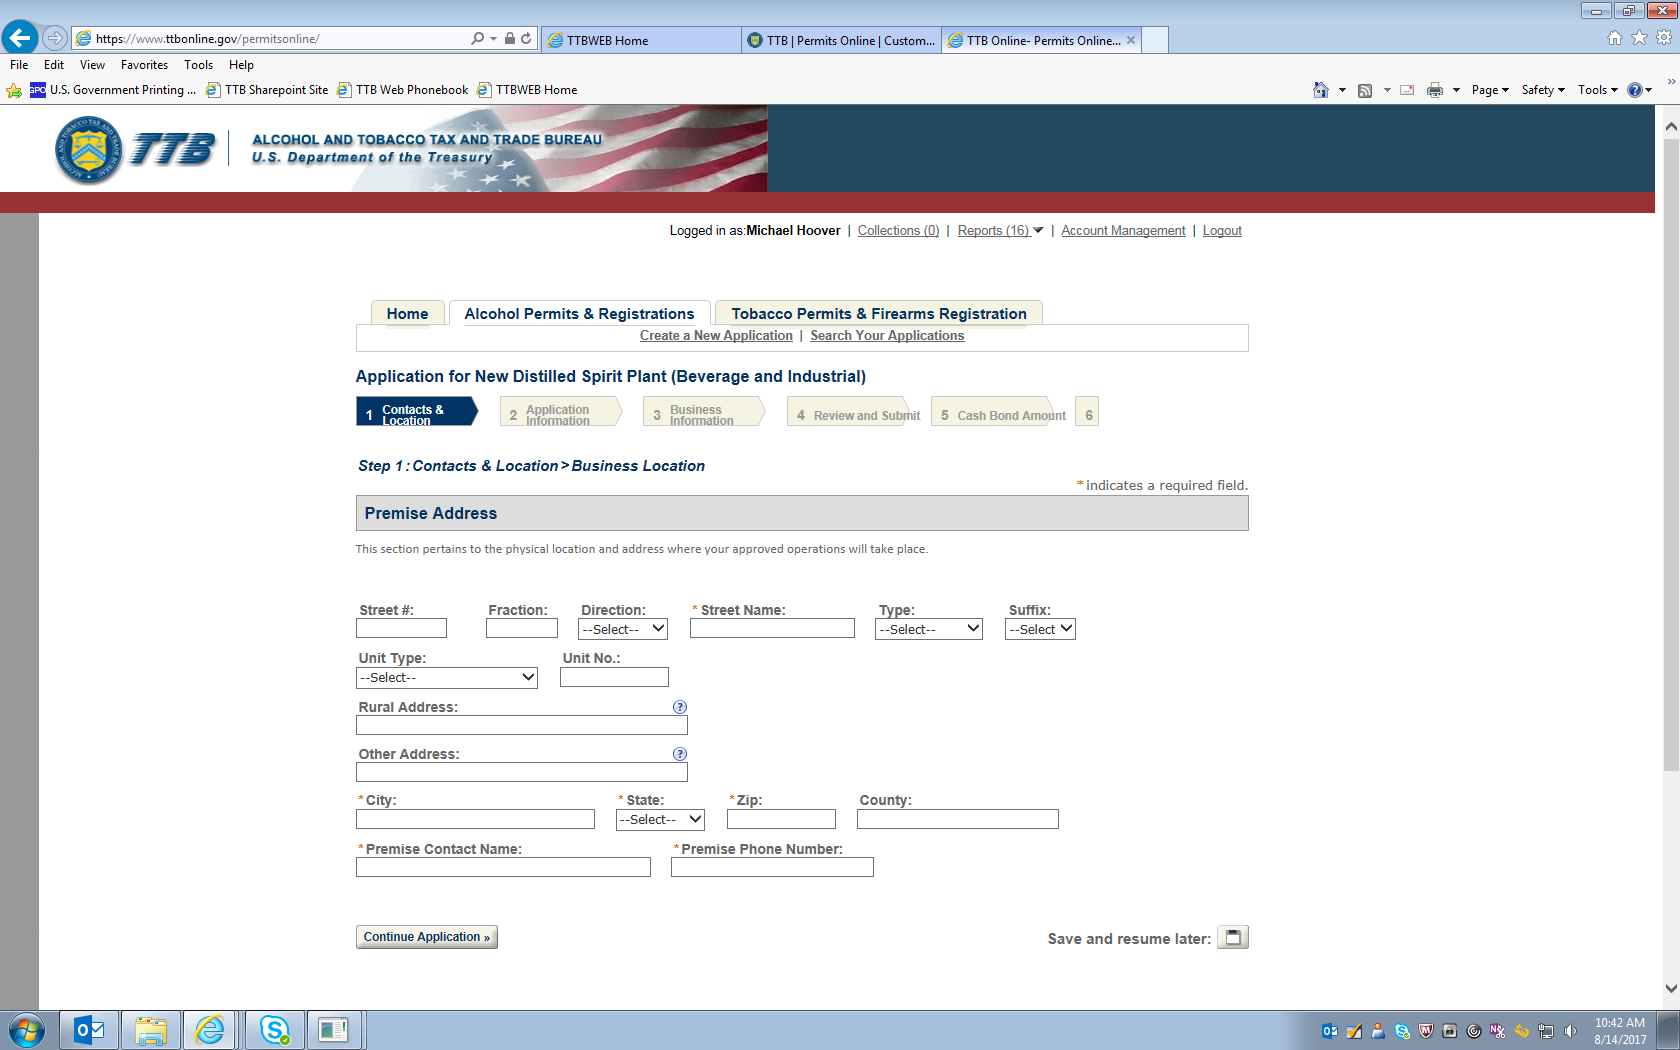 https://www.ttbonline.gov/permitsonline/
TTBWEB Home
TTB | Permits Online | Custom...
TTB Online- Permits Online...
File Edit View Favorites Tools Help
GPO U.S. Government Printing ...
TTB Sharepoint Site
TTB Web Phonebook
TTBWEB Home
Page Safety Tools
TTB
ALCOHOL AND TOBACCO TAX AND TRADE BUREAU
U.S. Department of the Treasury
Logged in as:Michael Hoover | Collections (0) | Reports (16) | Account Management | Logout
Home Alcohol Permits & Registrations Tobacco Permits & Firearms Registration
Create a New Application | Search Your Applications
Application for New Distilled Spirit Plant (Beverage and Industrial)
1 Contacts & Location
2 Application Information
3 Business Information
4 Review and Submit
5 Cash Bond Amount
6
Step 1: Contacts & Location > Business Location
* indicates a required field.
Premise Address
This section pertains to the physical location and address where your approved operations will take place.
Street #: Fraction: Direction: * Street Name: Type: Suffix:
--Select-- --Select-- --Select
Unit Type: Unit No.:
--Select--
Rural Address: ?
Other Address: ?
* City: * State: * Zip: County:
--Select--
* Premise Contact Name: * Premise Phone Number:
Continue Application »
Save and resume later:
10:42 AM
8/14/2017